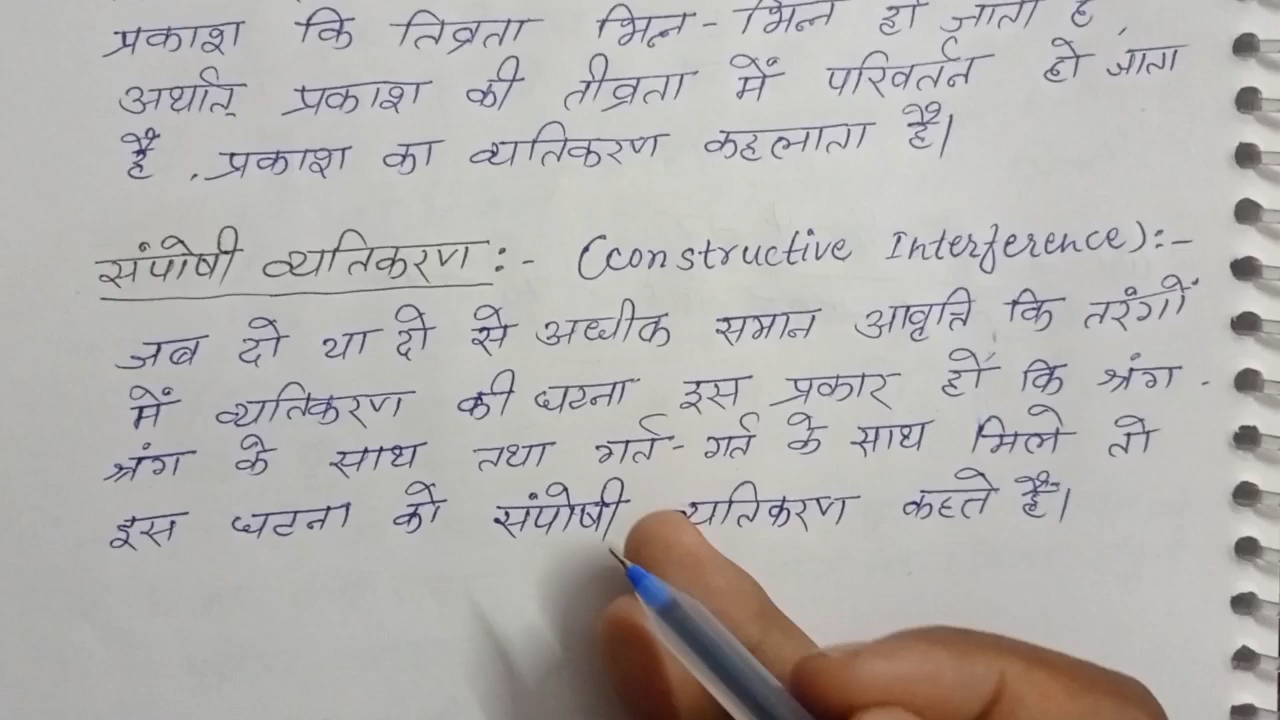 प्रकाश कि तिव्रता भिन्न - भिन्न हो जाता है,
अर्थात् प्रकाश की तीव्रता में परिवर्तन हो जाता
है . प्रकाश का व्यतिकरण कहलाता है।
संपोषी व्यतिकरण :- (constructive Interference):-
जब दो या दो से अधीक समान आवृत्ति कि तरंगों
में व्यतिकरण की घटना इस प्रकार हों कि श्रंग -
श्रंग के साथ तथा गर्त - गर्त के साथ मिले तो
इस घटना को संपोषी व्यतिकरण कहते हैं।